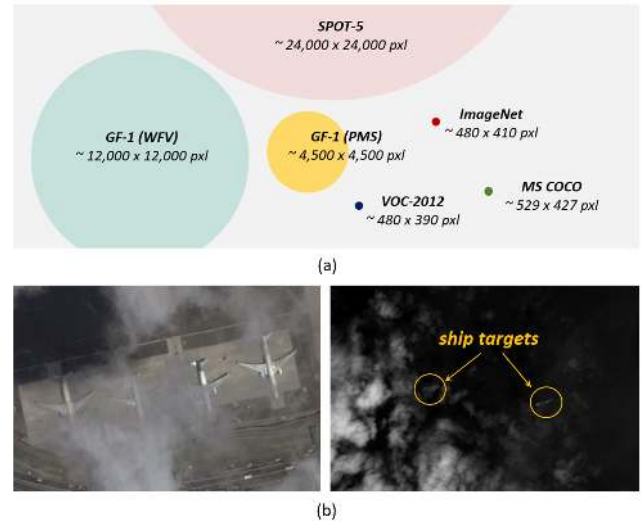 SPOT-5
~ 24,000 x 24,000 pxl
GF-1 (WFV)
~ 12,000 x 12,000 pxl
GF-1 (PMS)
~ 4,500 x 4,500 pxl
ImageNet
~ 480 x 410 pxl
VOC-2012
~ 480 x 390 pxl
MS COCO
~ 529 x 427 pxl
(a)
ship targets
(b)